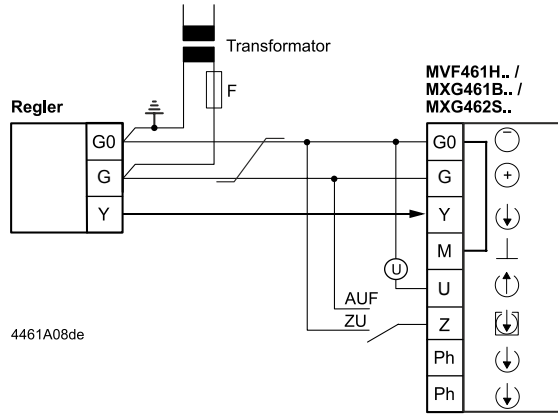 Transformator
F
MVF461H.. /
MXG461B.. /
MXG462S..
Regler
G0
G
Y
G0
G
Y
M
U
Z
Ph
Ph
U
AUF
ZU
4461A08de